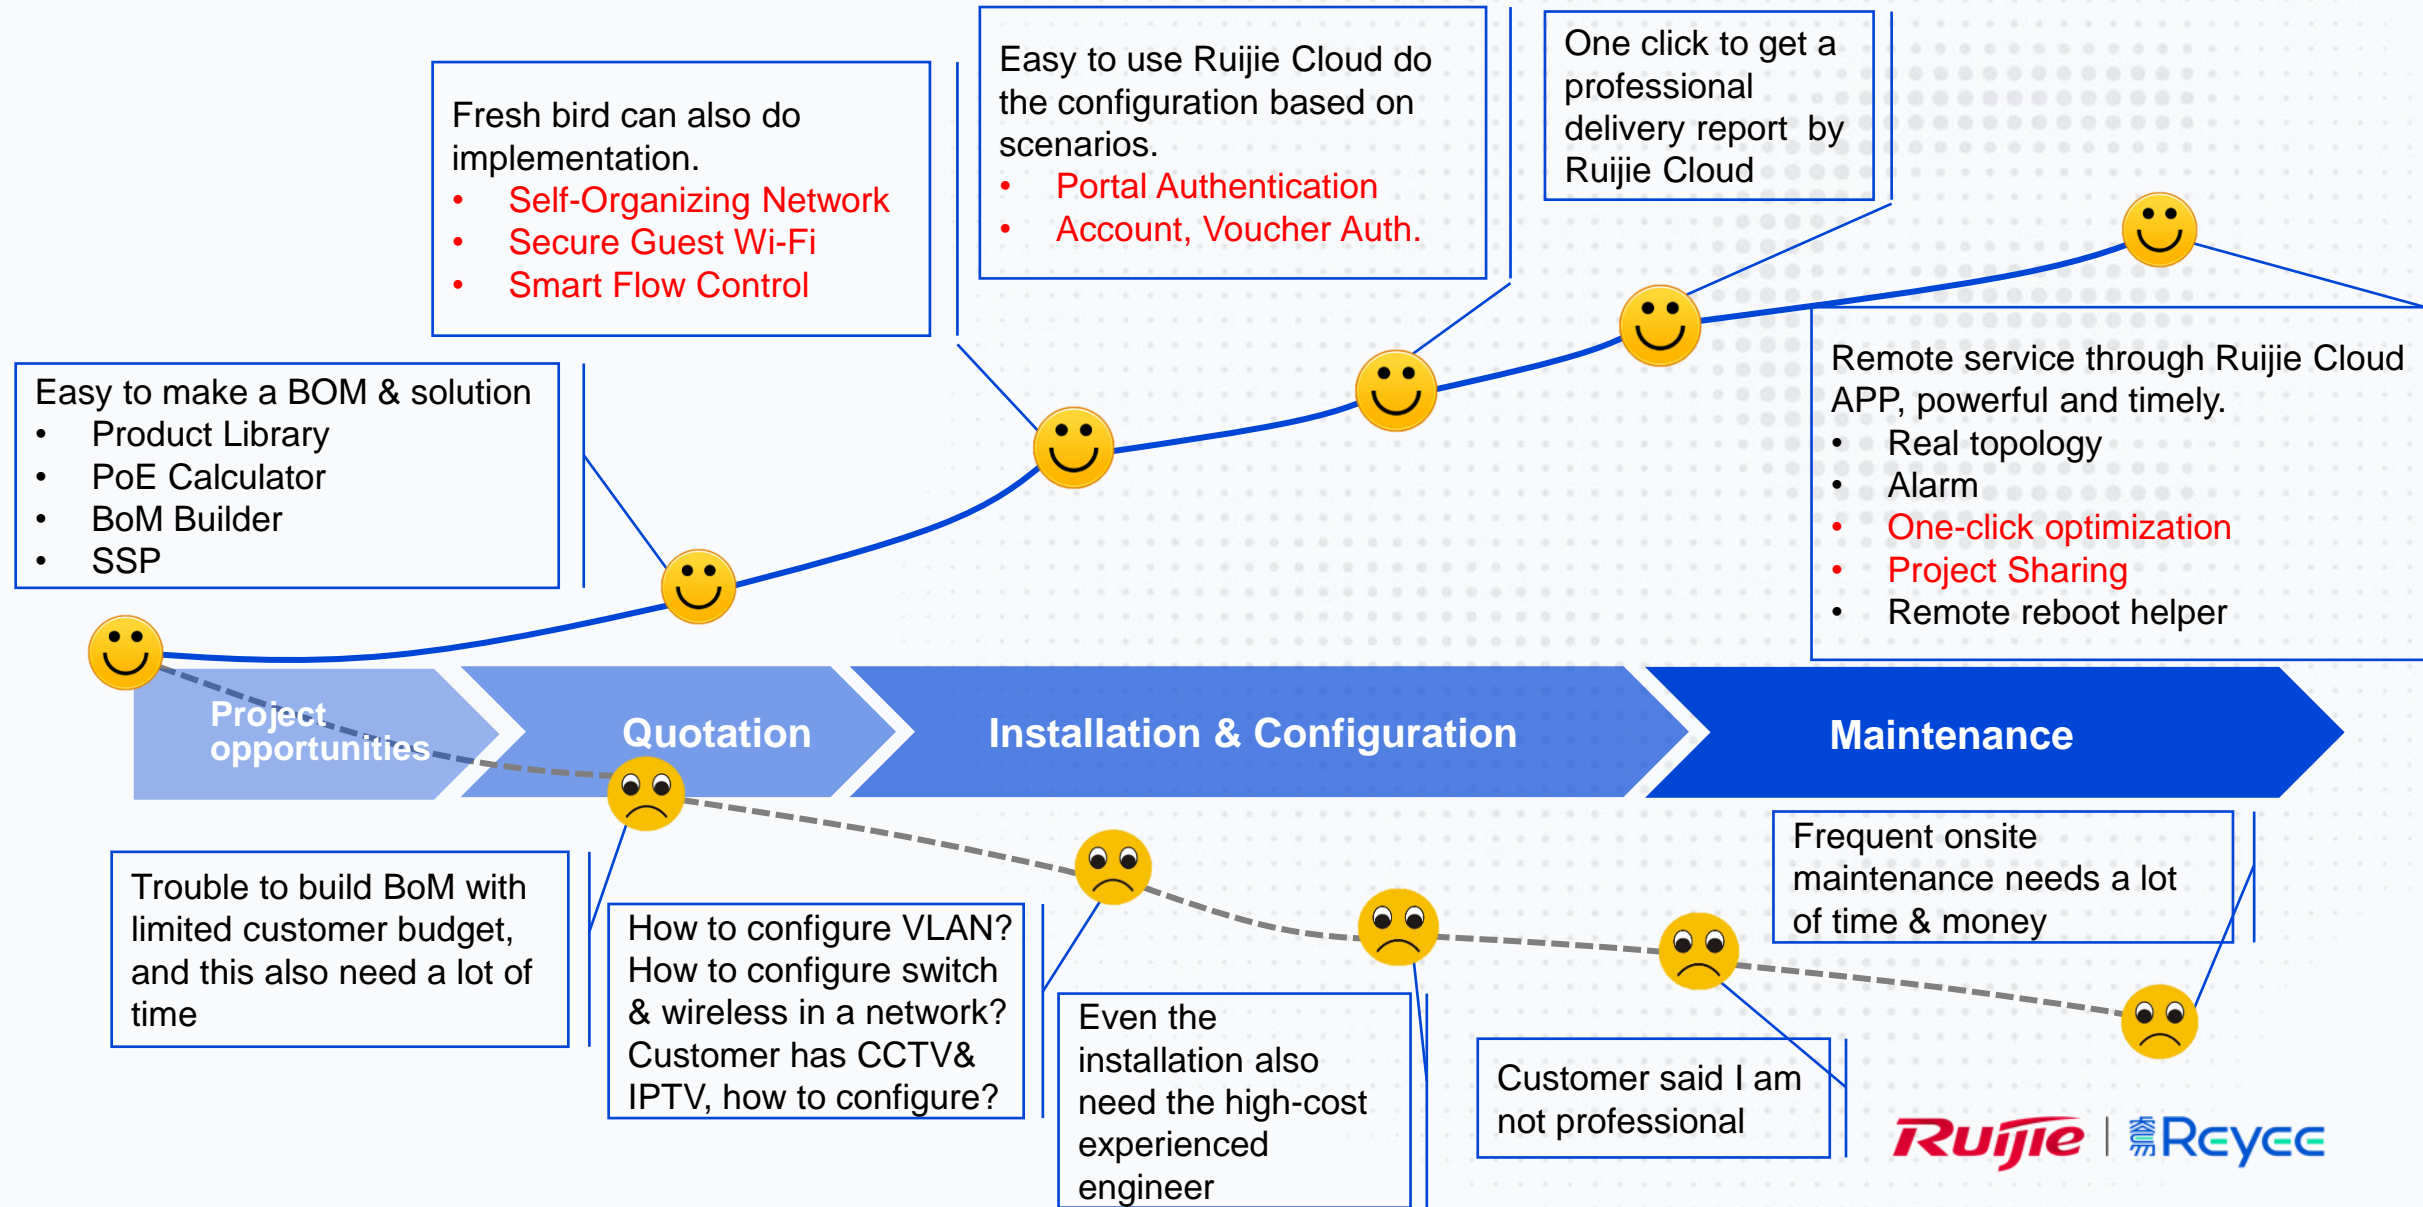 Fresh bird can also do
implementation.
• Self-Organizing Network
• Secure Guest Wi-Fi
• Smart Flow Control
Easy to use Ruijie Cloud do
the configuration based on
scenarios.
• Portal Authentication
• Account, Voucher Auth.
One click to get a
professional
delivery report by
Ruijie Cloud
Easy to make a BOM & solution
• Product Library
• PoE Calculator
• BoM Builder
• SSP
Remote service through Ruijie Cloud
APP, powerful and timely.
• Real topology
• Alarm
• One-click optimization
• Project Sharing
• Remote reboot helper
Project
opportunities
Quotation
Installation & Configuration
Maintenance
Trouble to build BoM with
limited customer budget,
and this also need a lot of
time
How to configure VLAN?
How to configure switch
& wireless in a network?
Customer has CCTV&
IPTV, how to configure?
Even the
installation also
need the high-cost
experienced
engineer
Customer said I am
not professional
Frequent onsite
maintenance needs a lot
of time & money
Ruijie | 睿易 Reyee